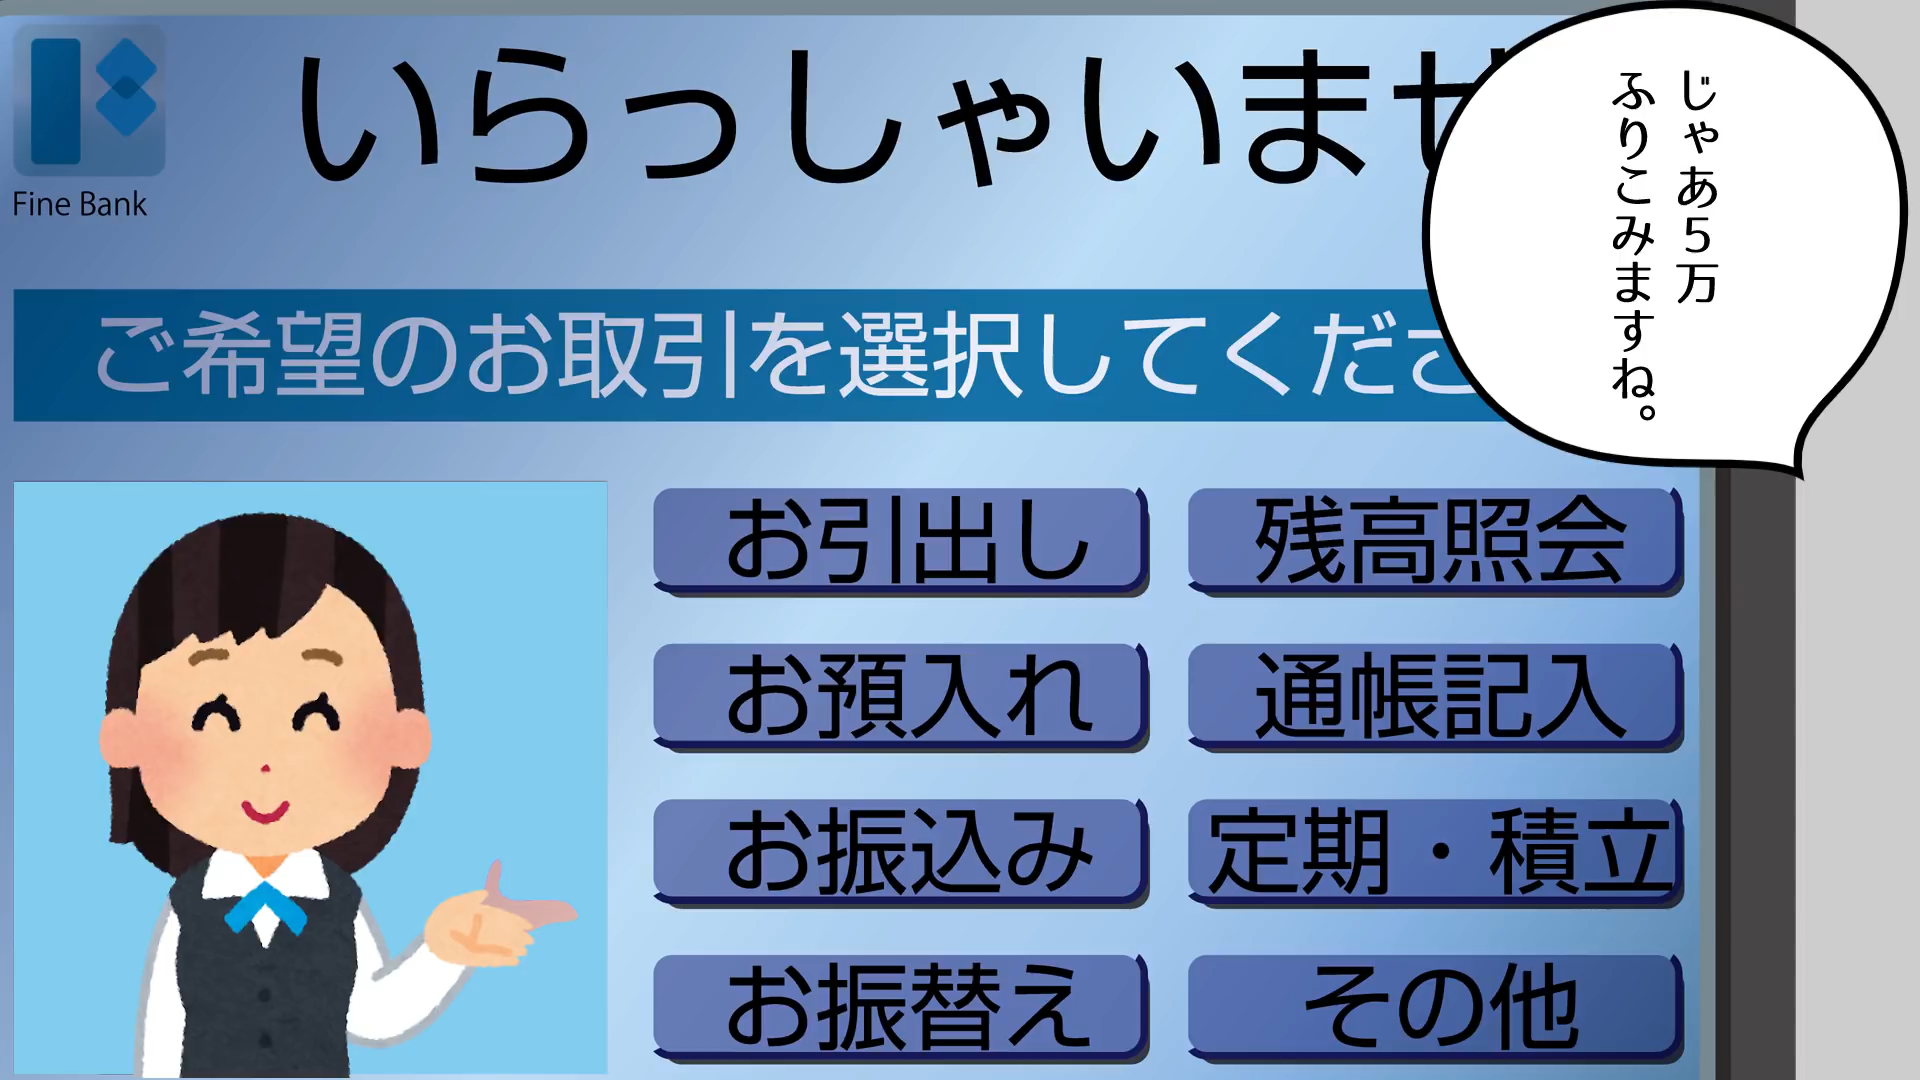 Fine Bank
いらっしゃいませ
ご希望のお取引を選択してくださ
じゃあ5万
ふりこみますね。
お引出し
残高照会
お預入れ
通帳記入
お振込み
定期・積立
お振替え
その他